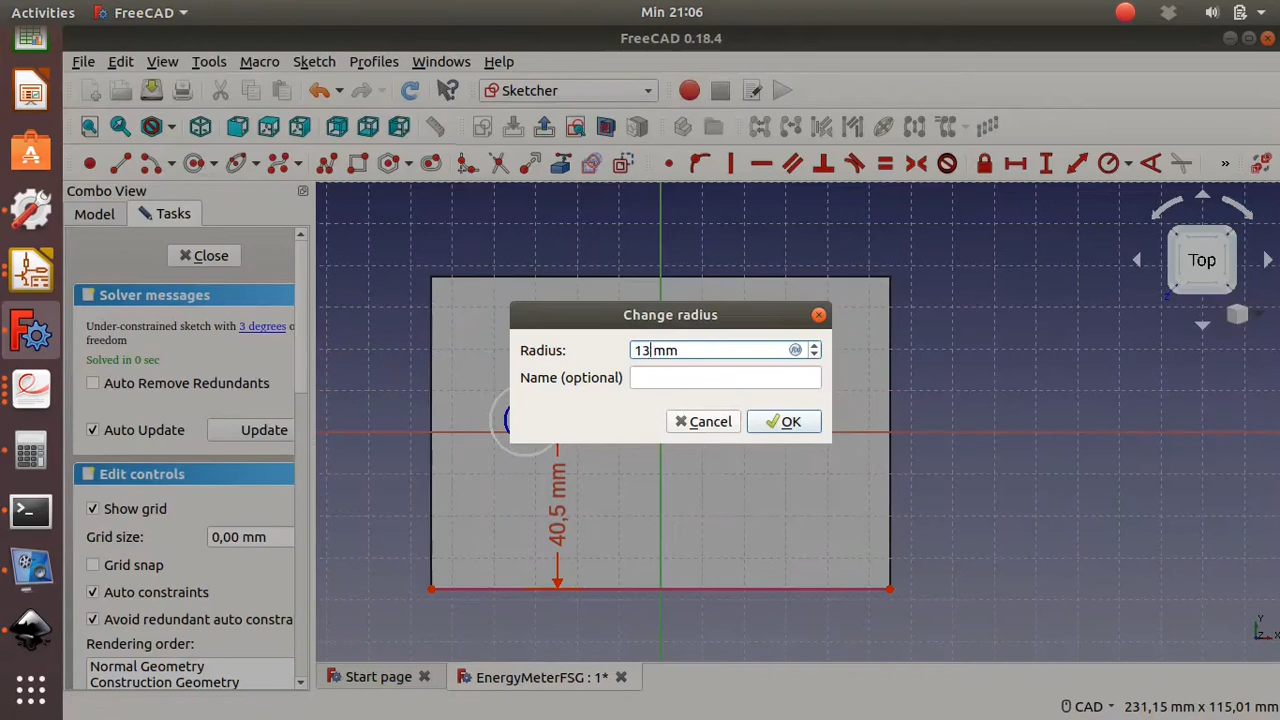 Activities
FreeCAD
Min 21:06
FreeCAD 0.18.4
File Edit View Tools Macro Sketch Profiles Windows Help
Sketcher
Combo View
Model
Tasks
Close
Solver messages
Under-constrained sketch with 3 degrees o
freedom
Solved in 0 sec
Auto Remove Redundants
Auto Update
Update
Edit controls
Show grid
Grid size:
0,00 mm
Grid snap
Auto constraints
Avoid redundant auto constra
Rendering order:
Normal Geometry
Construction Geometry
Change radius
Radius:
13 mm
Name (optional)
Cancel
OK
40,5 mm
Top
Z
Y
Z
X
Start page
EnergyMeterFSG : 1*
CAD
231,15 mm x 115,01 mm